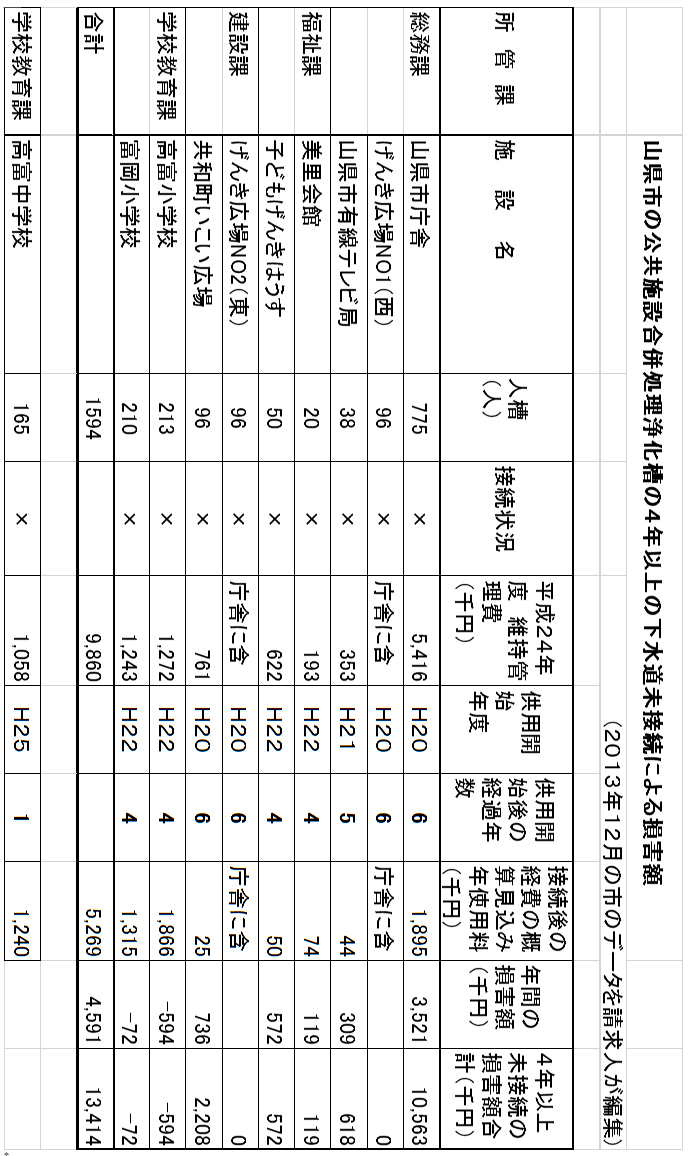 山県市の公共施設合併処理浄化槽の4年以上の下水道未接続による損害額
(2013年12月の市のデータを請求人が編集)
所管課 施設名 人槽(人) 接続状況 平成24年度 維持管理費(千円) 供用開始年度 供用開始後の経過年数 接続後の経費の概算見込み年使用料(千円) 年間の損害額(千円) 4年以上未接続の損害額合計(千円)
総務課 山県市庁舎 775 × 5,416 H20 6 1,895 3,521 10,563
げんき広場NO1(西) 96 × 庁舎に含 H20 6 庁舎に含 0
山県市有線テレビ局 38 × 353 H21 5 44 309 618
福祉課 美里会館 20 × 193 H22 4 74 119 119
子どもげんきはうす 50 × 622 H22 4 50 572 572
建設課 げんき広場NO2(東) 96 × 庁舎に含 H20 6 庁舎に含 0
共和町いこい広場 96 × 761 H20 6 25 736 2,208
学校教育課 高富小学校 213 × 1,272 H22 4 1,866 -594 -594
富岡小学校 210 × 1,243 H22 4 1,315 -72 -72
合計 1594 9,860 5,269 4,591 13,414
学校教育課 高富中学校 165 × 1,058 H25 1 1,240